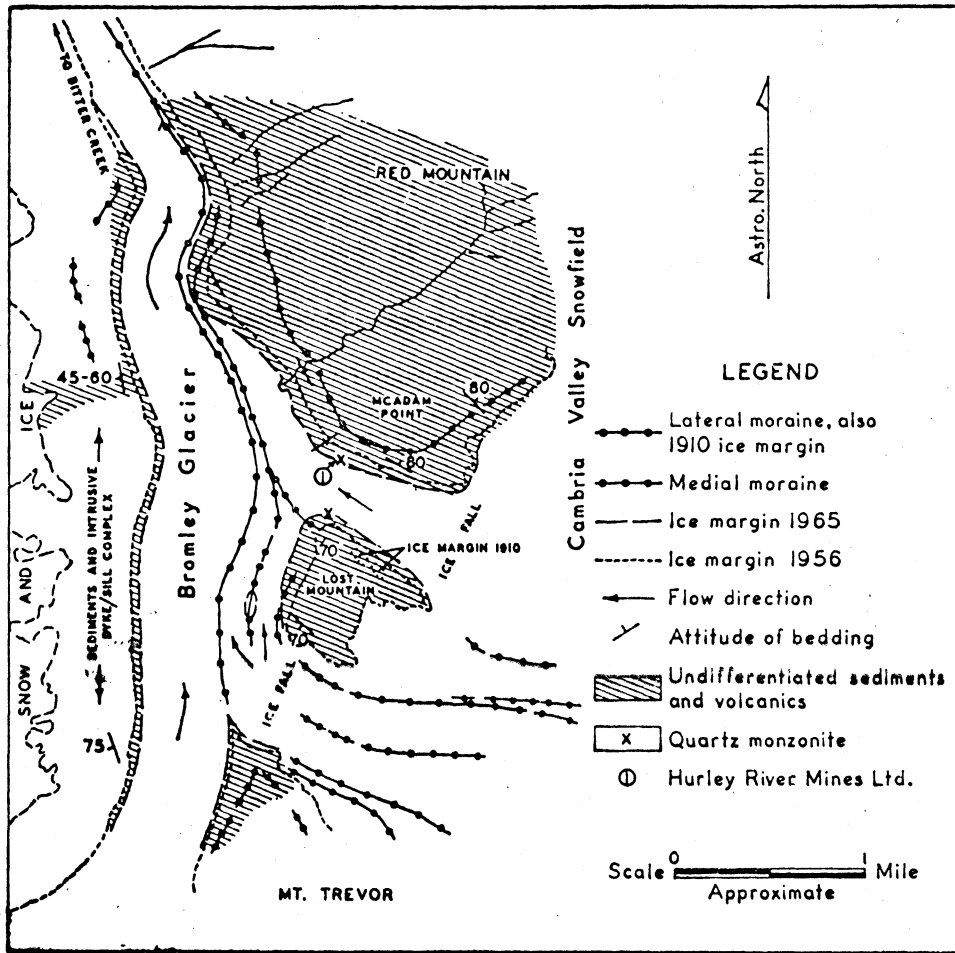 TO BITTER CREEK
RED MOUNTAIN
Astro. North
Cambria Valley Snowfield
45-60
ICE
SNOW AND
SEDIMENTS AND INTRUSIVE
DYKE/SILL COMPLEX
Bromley Glacier
MCADAM
POINT
80
80
X
ICE FALL
X
70
ICE MARGIN 1910
LOST
MOUNTAIN
70
ICE FALL
75
MT. TREVOR
LEGEND
Lateral moraine, also
1910 ice margin
Medial moraine
Ice margin 1965
Ice margin 1956
Flow direction
Attitude of bedding
Undifferentiated sediments
and volcanics
X Quartz monzonite
Hurley River Mines Ltd.
0 1
Scale Mile
Approximate